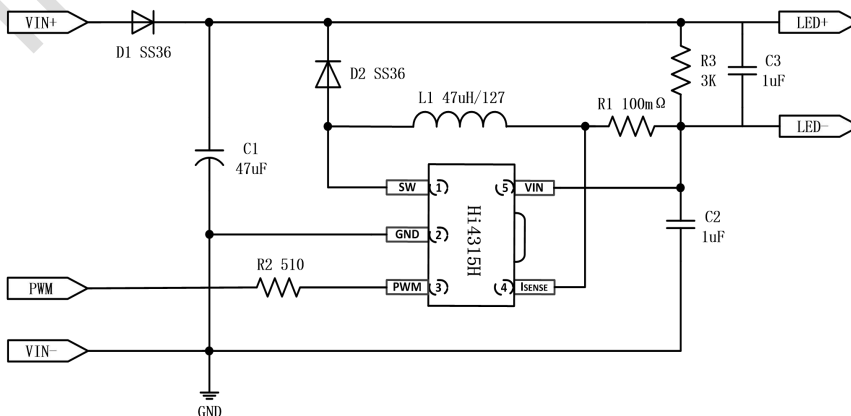 VIN+
D1 SS36
D2 SS36
L1 47uH/127
R1 100mΩ
R3
3K
C3
1uF
LED+
LED-
C1
47uF
SW 1
5 VIN
GND 2
Hi4315H
C2
1uF
R2 510
PWM
PWM 3
4 ISENSE
VIN-
GND